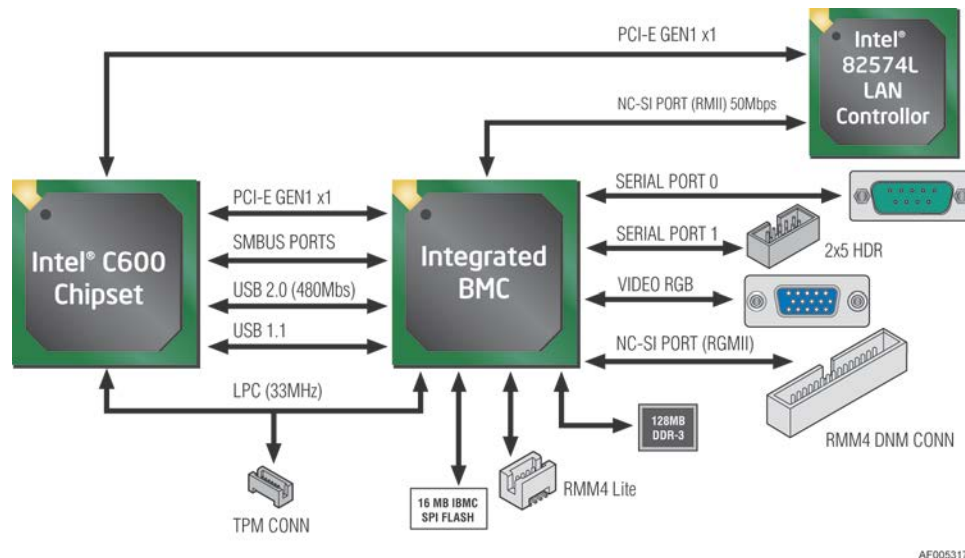 PCI-E GEN1 x1
Intel®
82574L
LAN
Controllor
NC-SI PORT (RMII) 50Mbps
Intel® C600
Chipset
PCI-E GEN1 x1
SMBUS PORTS
USB 2.0 (480Mbs)
USB 1.1
LPC (33MHz)
Integrated
BMC
SERIAL PORT 0
SERIAL PORT 1
2x5 HDR
VIDEO RGB
NC-SI PORT (RGMII)
RMM4 DNM CONN
128MB
DDR-3
RMM4 Lite
16 MB IBMC
SPI FLASH
TPM CONN
AF005317